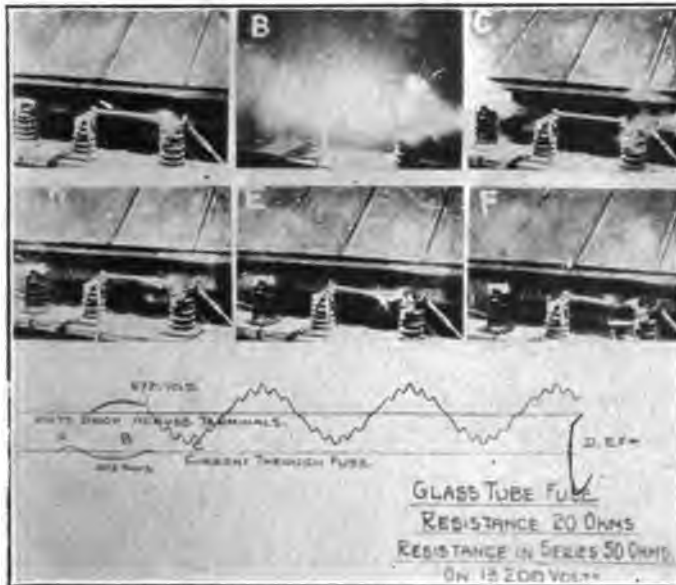 B
C
E
F
VOLTS DROP ACROSS TERMINALS.
B
CURRENT THROUGH FUSE
D.E.F.
GLASS TUBE FUSE
RESISTANCE 20 OHMS
RESISTANCE IN SERIES 50 OHMS.
ON 13200 VOLTS